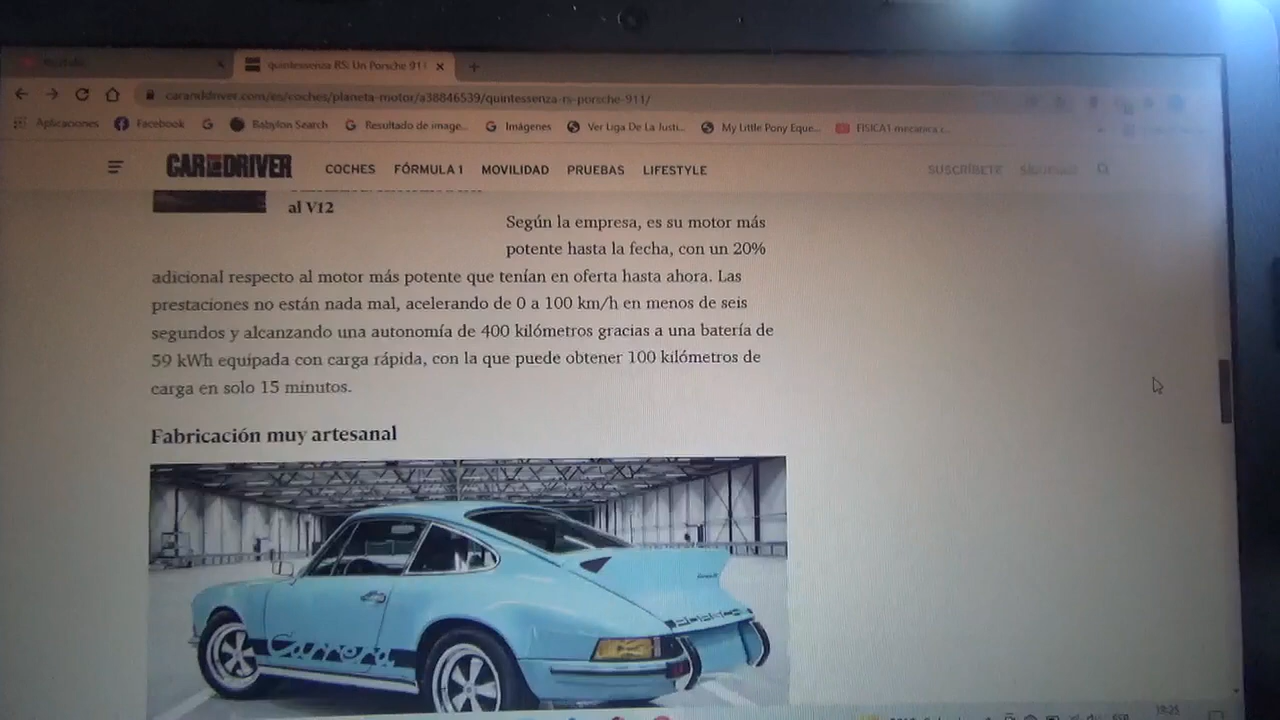 quintessenza RS: Un Porsche 911
caranddriver.com/es/coches/planeta-motor/a38846539/quintessenza-rs-porsche-911/
Aplicaciones Facebook Babylon Search Resultado de image... Imágenes Ver Liga De La Justi... My Little Pony Eque... FISICA1 mecanica
CAR AND DRIVER COCHES FÓRMULA 1 MOVILIDAD PRUEBAS LIFESTYLE SUSCRÍBETE
al V12
Según la empresa, es su motor más
potente hasta la fecha, con un 20%
adicional respecto al motor más potente que tenían en oferta hasta ahora. Las
prestaciones no están nada mal, acelerando de 0 a 100 km/h en menos de seis
segundos y alcanzando una autonomía de 400 kilómetros gracias a una batería de
59 kWh equipada con carga rápida, con la que puede obtener 100 kilómetros de
carga en solo 15 minutos.
Fabricación muy artesanal
PORSCHE
Carrera